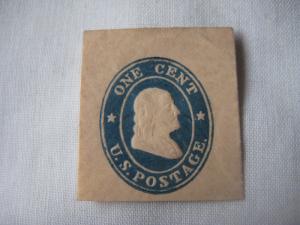 ONE CENT
U.S. POSTAGE.